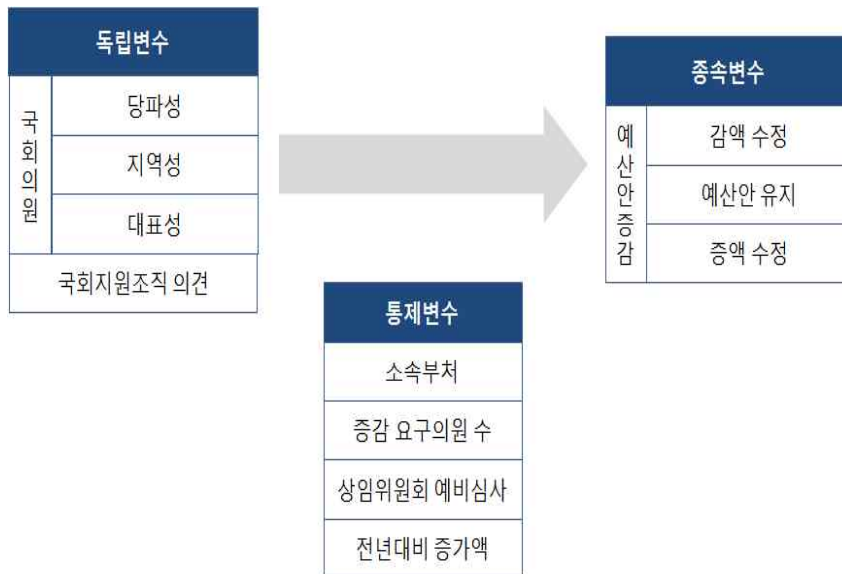 독립변수
국회의원
당파성
지역성
대표성
국회지원조직 의견
종속변수
예산안증감
감액 수정
예산안 유지
증액 수정
통제변수
소속부처
증감 요구의원 수
상임위원회 예비심사
전년대비 증가액